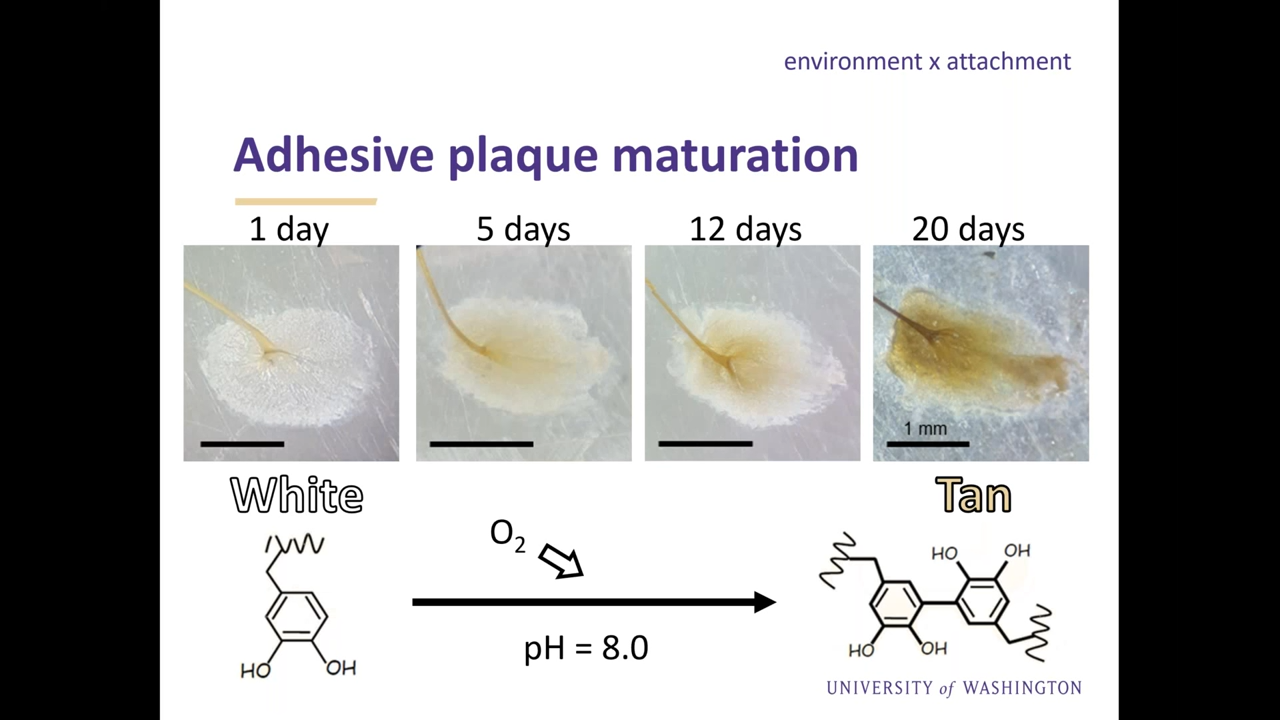 environment x attachment
Adhesive plaque maturation
1 day 5 days 12 days 20 days
1 mm
White Tan
O₂
HO OH
pH = 8.0
HO OH
HO OH
UNIVERSITY of WASHINGTON